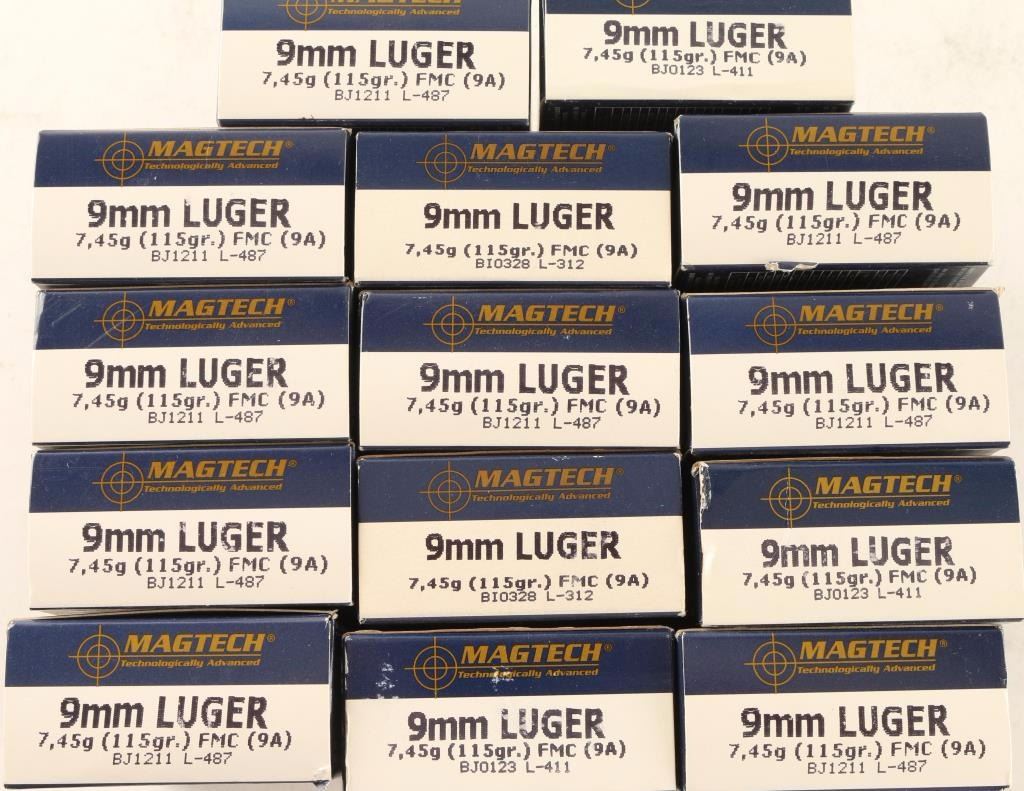 MAGTECH
Technologically Advanced
9mm LUGER
7,45g (115gr.) FMC (9A)
BJ1211 L-487
9mm LUGER
7,45g (115gr.) FMC (9A)
BJ0123 L-411
MAGTECH®
Technologically Advanced
9mm LUGER
7,45g (115gr.) FMC (9A)
BJ1211 L-487
MAGTECH®
Technologically Advanced
9mm LUGER
7,45g (115gr.) FMC (9A)
BI0328 L-312
MAGTECH®
Technologically Advanced
9mm LUGER
7,45g (115gr.) FMC (9A)
BJ1211 L-487
MAGTECH®
Technologically Advanced
9mm LUGER
7,45g (115gr.) FMC (9A)
BJ1211 L-487
MAGTECH®
Technologically Advanced
9mm LUGER
7,45g (115gr.) FMC (9A)
BJ1211 L-487
MAGTECH®
Technologically Advanced
9mm LUGER
7,45g (115gr.) FMC (9A)
BJ1211 L-487
MAGTECH®
Technologically Advanced
9mm LUGER
7,45g (115gr.) FMC (9A)
BJ1211 L-487
MAGTECH®
Technologically Advanced
9mm LUGER
7,45g (115gr.) FMC (9A)
BI0328 L-312
MAGTECH®
Technologically Advanced
9mm LUGER
7,45g (115gr.) FMC (9A)
BJ0123 L-411
MAGTECH®
Technologically Advanced
9mm LUGER
7,45g (115gr.) FMC (9A)
BJ1211 L-487
MAGTECH®
Technologically Advanced
9mm LUGER
7,45g (115gr.) FMC (9A)
BJ0123 L-411
MAGTECH®
Technologically Advanced
9mm LUGER
7,45g (115gr.) FMC (9A)
BJ1211 L-487